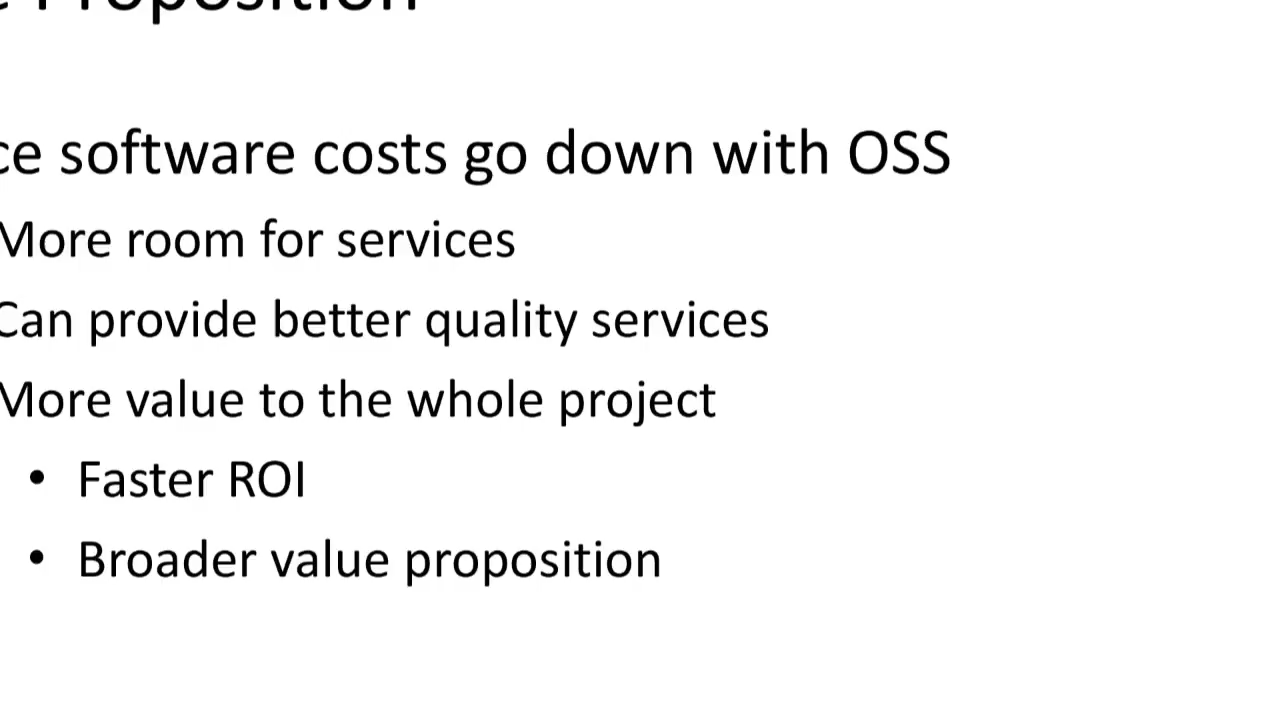 Proposition
software costs go down with OSS
More room for services
Can provide better quality services
More value to the whole project
• Faster ROI
• Broader value proposition